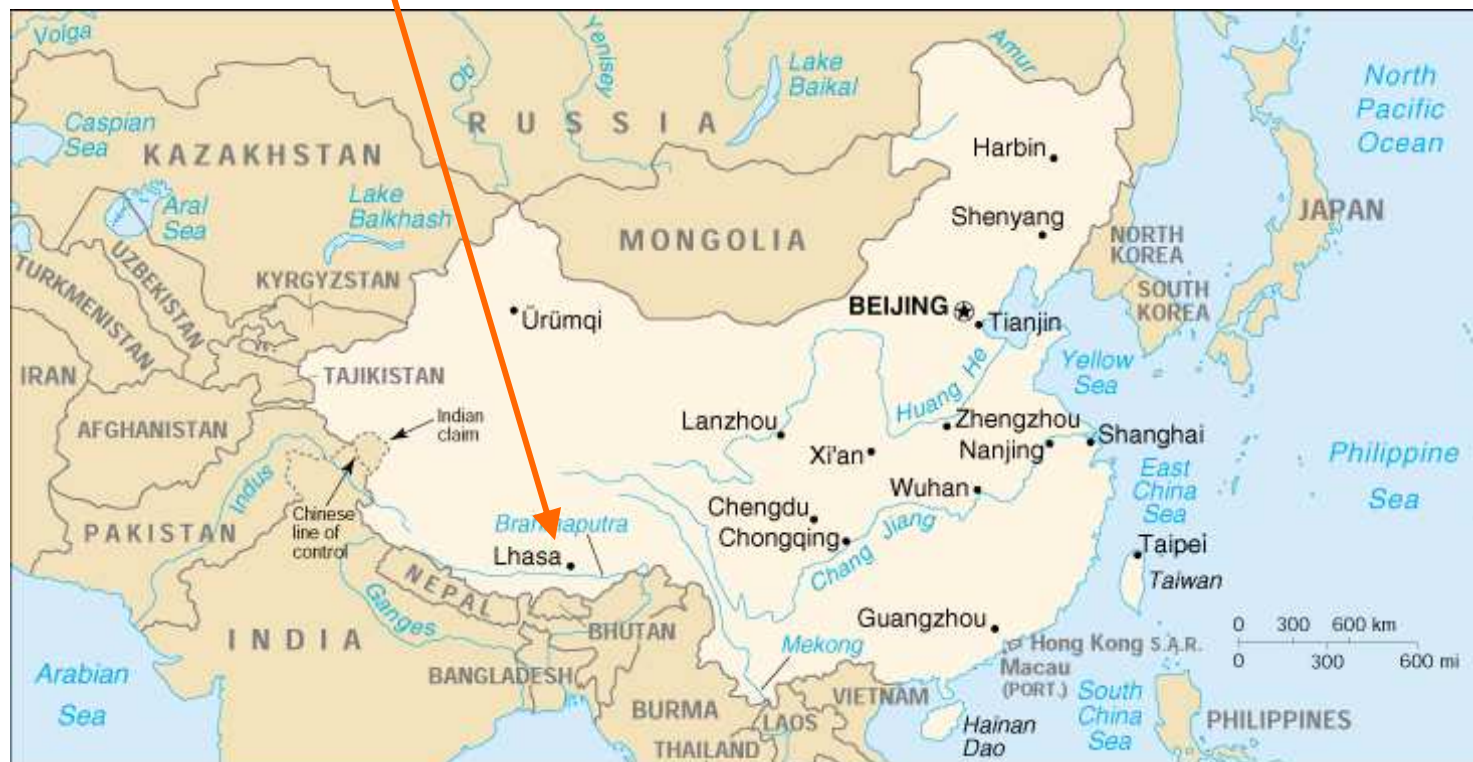 Volga
Ob'
Yenisey
Amur
Lake
Baikal
North
Pacific
Ocean
Caspian
Sea
RUSSIA
KAZAKHSTAN
Harbin
Aral
Sea
Lake
Balkhash
Shenyang
JAPAN
MONGOLIA
NORTH
KOREA
UZBEKISTAN
TURKMENISTAN
KYRGYZSTAN
SOUTH
KOREA
BEIJING
Tianjin
Ürümqi
IRAN
TAJIKISTAN
Yellow
Sea
Huang He
Indian
claim
Lanzhou
Zhengzhou
AFGHANISTAN
Xi'an
Nanjing
Shanghai
Philippine
Sea
Indus
East
China
Sea
Wuhan
Chengdu
Chongqing
Chang Jiang
Chinese
line of
control
PAKISTAN
Brahmaputra
Lhasa
Taipei
Taiwan
NEPAL
Ganges
INDIA
BHUTAN
Guangzhou
0 300 600 km
0 300 600 mi
Mekong
Hong Kong S.A.R.
Macau
(PORT.)
Arabian
Sea
BANGLADESH
BURMA
VIETNAM
LAOS
THAILAND
Hainan
Dao
South
China
Sea
PHILIPPINES